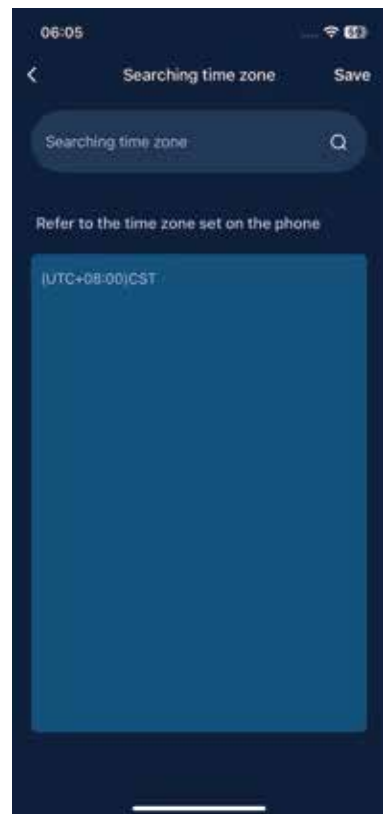 06:05
Searching time zone Save
Searching time zone
Refer to the time zone set on the phone
(UTC+08:00)CST